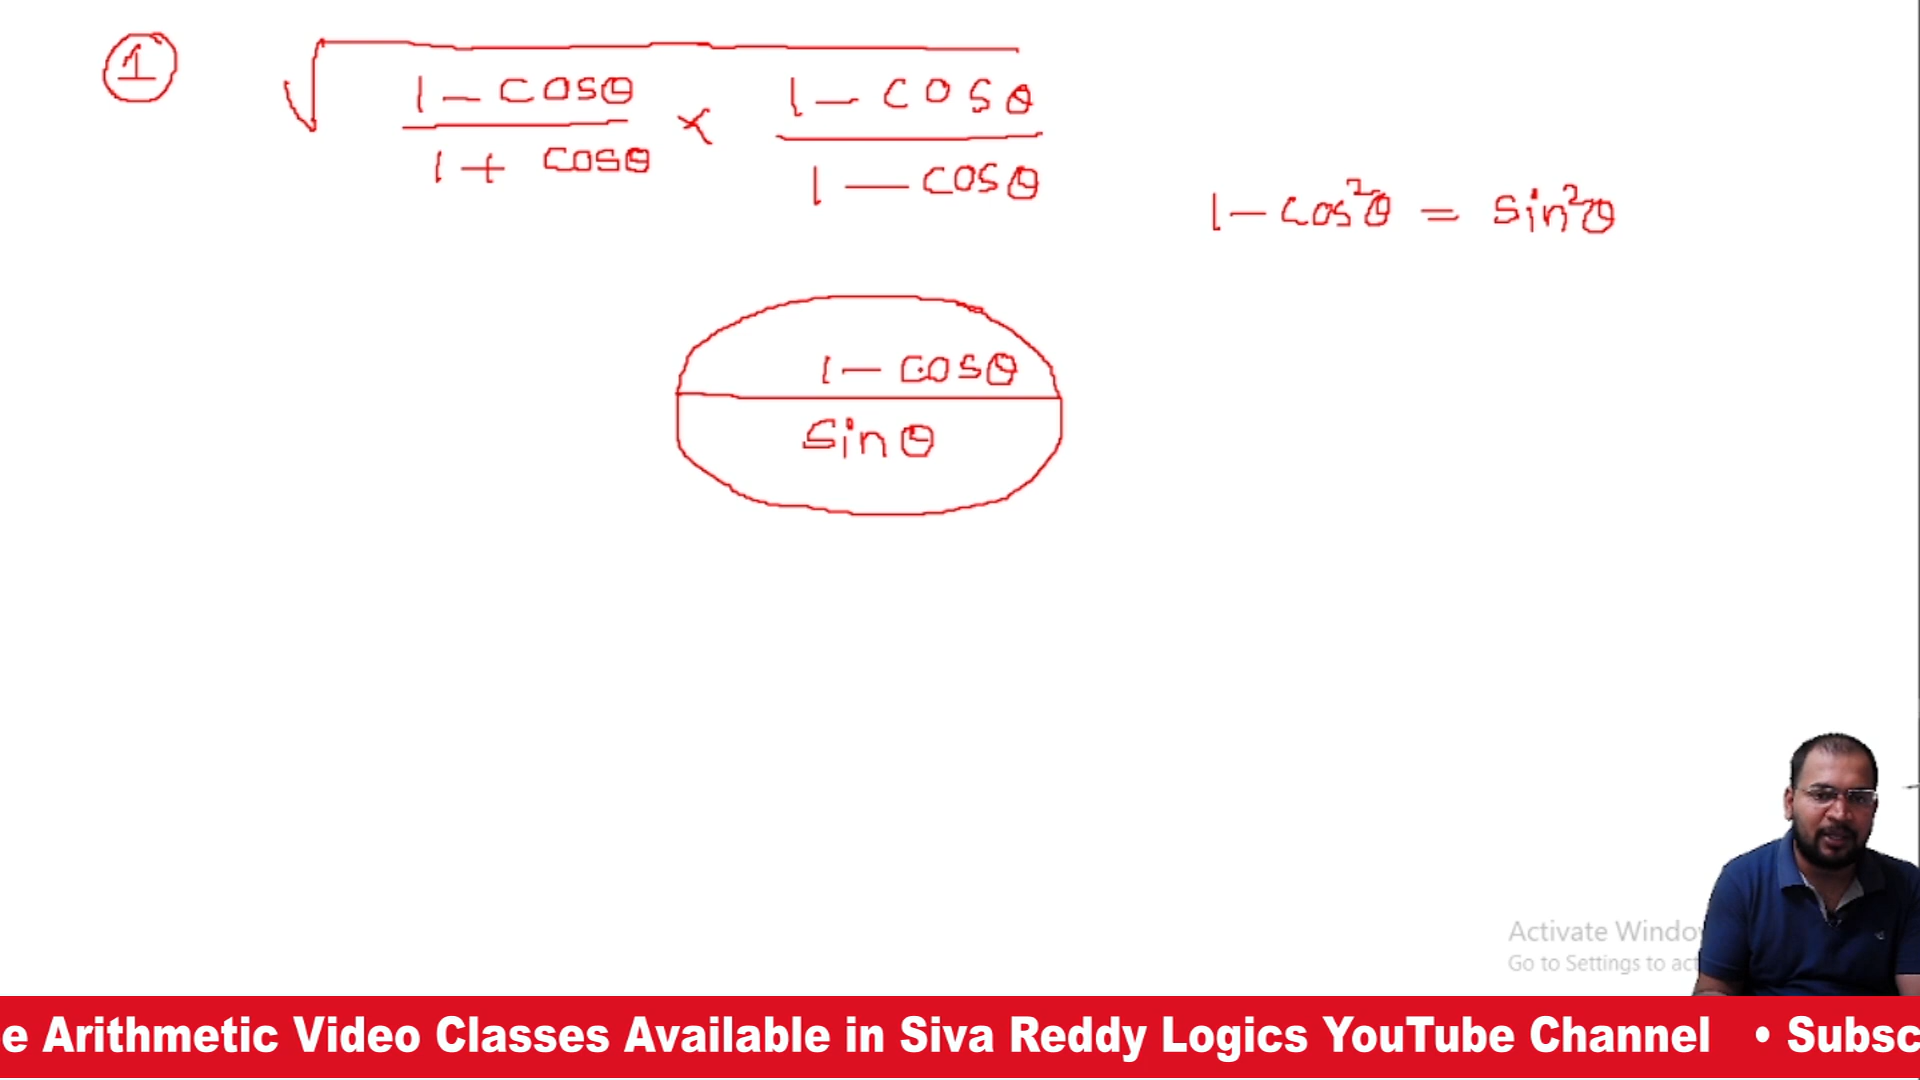 1
√ 1 - cosθ / 1 + cosθ × 1 - cosθ / 1 - cosθ
1 - cos²θ = sin²θ
1 - cosθ
sinθ
Activate Windo
Go to Settings to act
e Arithmetic Video Classes Available in Siva Reddy Logics YouTube Channel • Subsc